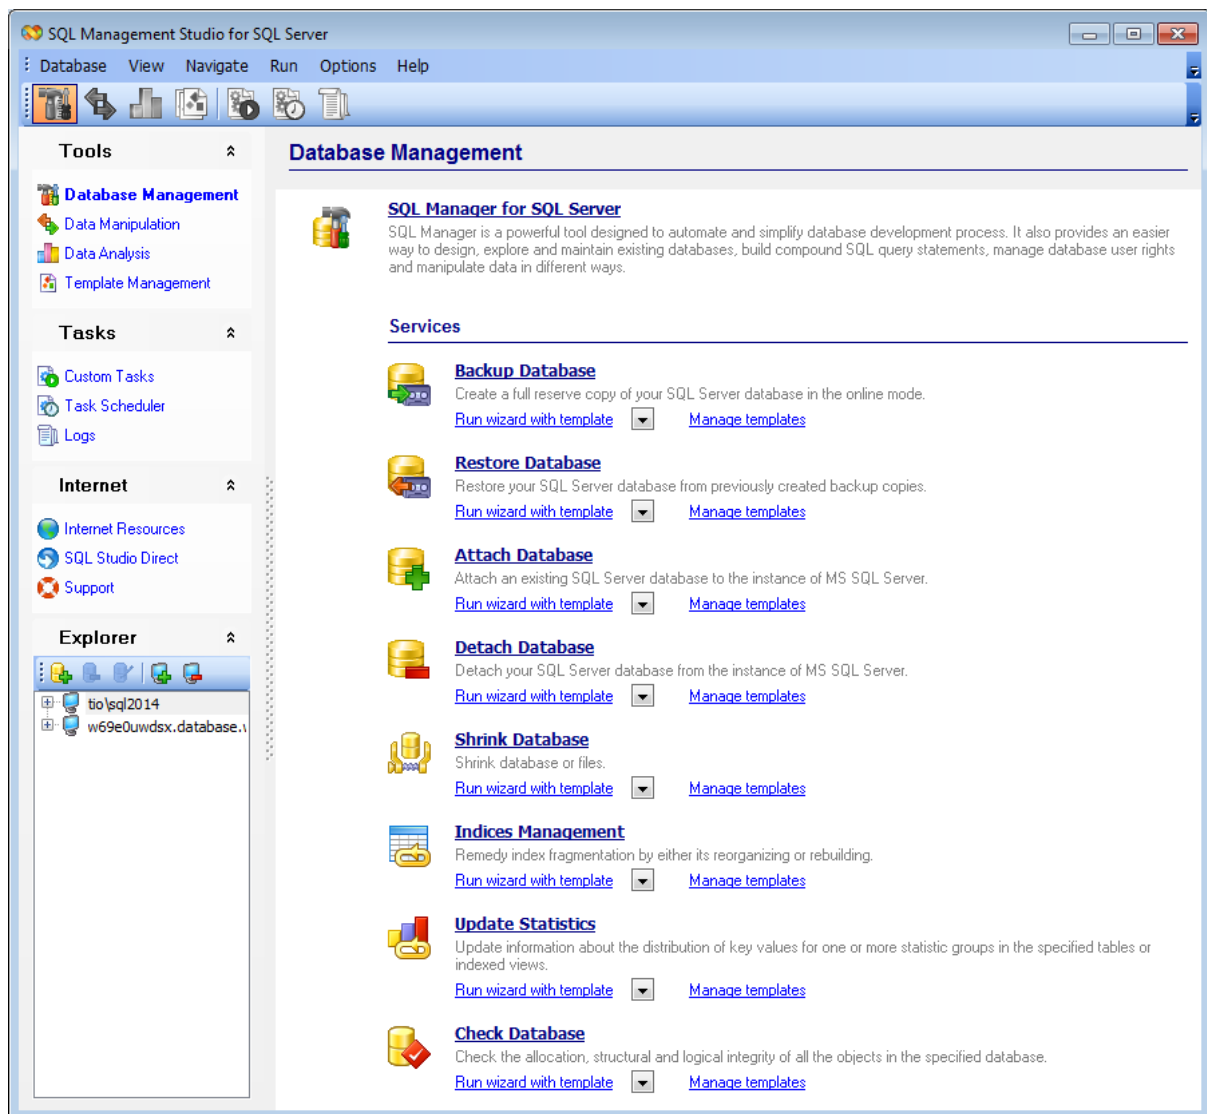 SQL Management Studio for SQL Server
Database View Navigate Run Options Help
Tools
Database Management
Data Manipulation
Data Analysis
Template Management
Tasks
Custom Tasks
Task Scheduler
Logs
Internet
Internet Resources
SQL Studio Direct
Support
Explorer
tio\sql2014
w69e0uwdsx.database.
Database Management
SQL Manager for SQL Server
SQL Manager is a powerful tool designed to automate and simplify database development process. It also provides an easier
way to design, explore and maintain existing databases, build compound SQL query statements, manage database user rights
and manipulate data in different ways.
Services
Backup Database
Create a full reserve copy of your SQL Server database in the online mode.
Run wizard with template Manage templates
Restore Database
Restore your SQL Server database from previously created backup copies.
Run wizard with template Manage templates
Attach Database
Attach an existing SQL Server database to the instance of MS SQL Server.
Run wizard with template Manage templates
Detach Database
Detach your SQL Server database from the instance of MS SQL Server.
Run wizard with template Manage templates
Shrink Database
Shrink database or files.
Run wizard with template Manage templates
Indices Management
Remedy index fragmentation by either its reorganizing or rebuilding.
Run wizard with template Manage templates
Update Statistics
Update information about the distribution of key values for one or more statistic groups in the specified tables or
indexed views.
Run wizard with template Manage templates
Check Database
Check the allocation, structural and logical integrity of all the objects in the specified database.
Run wizard with template Manage templates